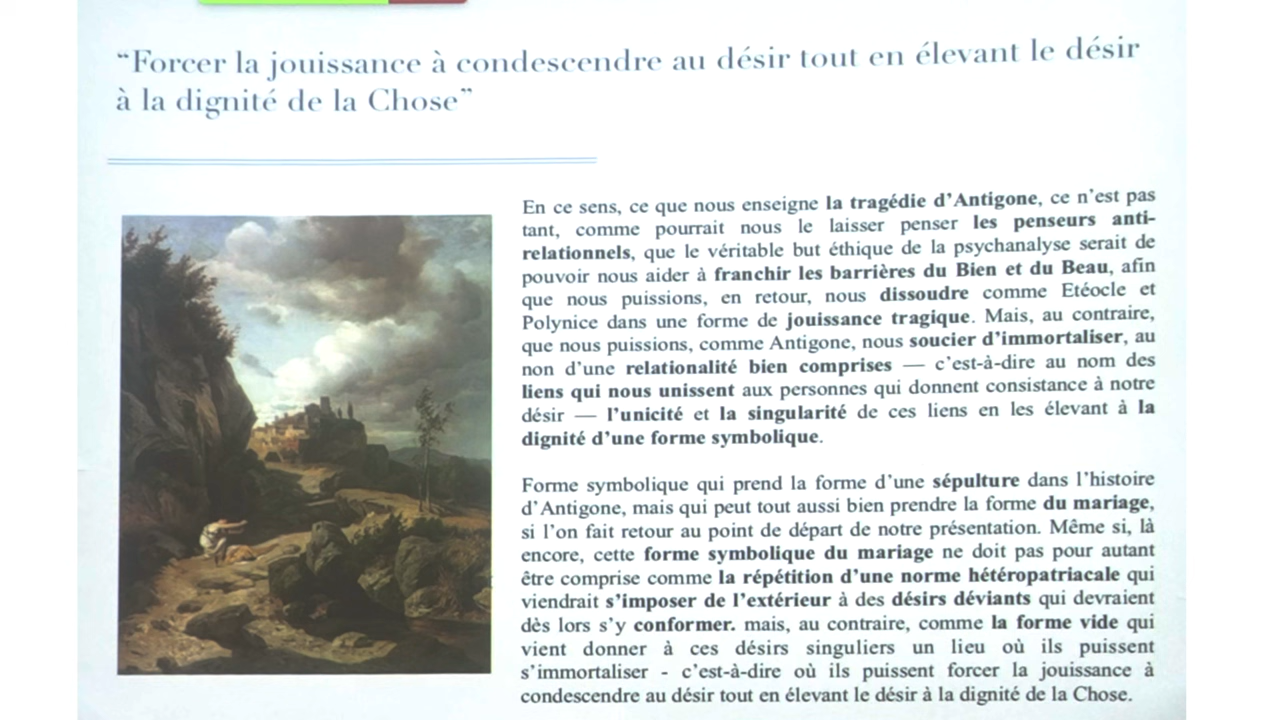 “Forcer la jouissance à condescendre au désir tout en élevant le désir
à la dignité de la Chose”
En ce sens, ce que nous enseigne la tragédie d’Antigone, ce n’est pas
tant, comme pourrait nous le laisser penser les penseurs anti-
relationnels, que le véritable but éthique de la psychanalyse serait de
pouvoir nous aider à franchir les barrières du Bien et du Beau, afin
que nous puissions, en retour, nous dissoudre comme Etéocle et
Polynice dans une forme de jouissance tragique. Mais, au contraire,
que nous puissions, comme Antigone, nous soucier d’immortaliser, au
non d’une relationalité bien comprises — c’est-à-dire au nom des
liens qui nous unissent aux personnes qui donnent consistance à notre
désir — l’unicité et la singularité de ces liens en les élevant à la
dignité d’une forme symbolique.
Forme symbolique qui prend la forme d’une sépulture dans l’histoire
d’Antigone, mais qui peut tout aussi bien prendre la forme du mariage,
si l’on fait retour au point de départ de notre présentation. Même si, là
encore, cette forme symbolique du mariage ne doit pas pour autant
être comprise comme la répétition d’une norme hétéropatriacale qui
viendrait s’imposer de l’extérieur à des désirs déviants qui devraient
dès lors s’y conformer. mais, au contraire, comme la forme vide qui
vient donner à ces désirs singuliers un lieu où ils puissent
s’immortaliser - c’est-à-dire où ils puissent forcer la jouissance à
condescendre au désir tout en élevant le désir à la dignité de la Chose.